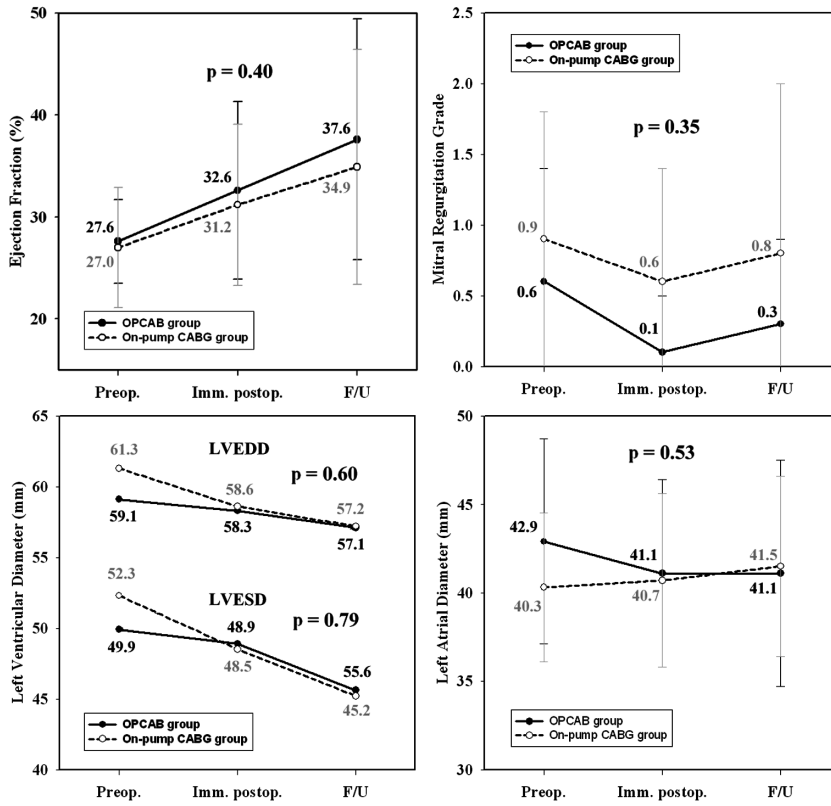 50
40
30
20
Ejection Fraction (%)
p = 0.40
27.6
32.6
37.6
27.0
31.2
34.9
OPCAB group
On-pump CABG group
Preop.
Imm. postop.
F/U
2.5
2.0
1.5
1.0
0.5
0.0
Mitral Regurgitation Grade
OPCAB group
On-pump CABG group
p = 0.35
0.9
0.6
0.8
0.6
0.1
0.3
Preop.
Imm. postop.
F/U
65
60
55
50
45
40
Left Ventricular Diameter (mm)
LVEDD
p = 0.60
61.3
58.6
57.2
59.1
58.3
57.1
LVESD
p = 0.79
52.3
48.9
55.6
49.9
48.5
45.2
OPCAB group
On-pump CABG group
Preop.
Imm. postop.
F/U
50
45
40
35
30
Left Atrial Diameter (mm)
p = 0.53
42.9
41.1
41.5
40.3
40.7
41.1
OPCAB group
On-pump CABG group
Preop.
Imm. postop.
F/U